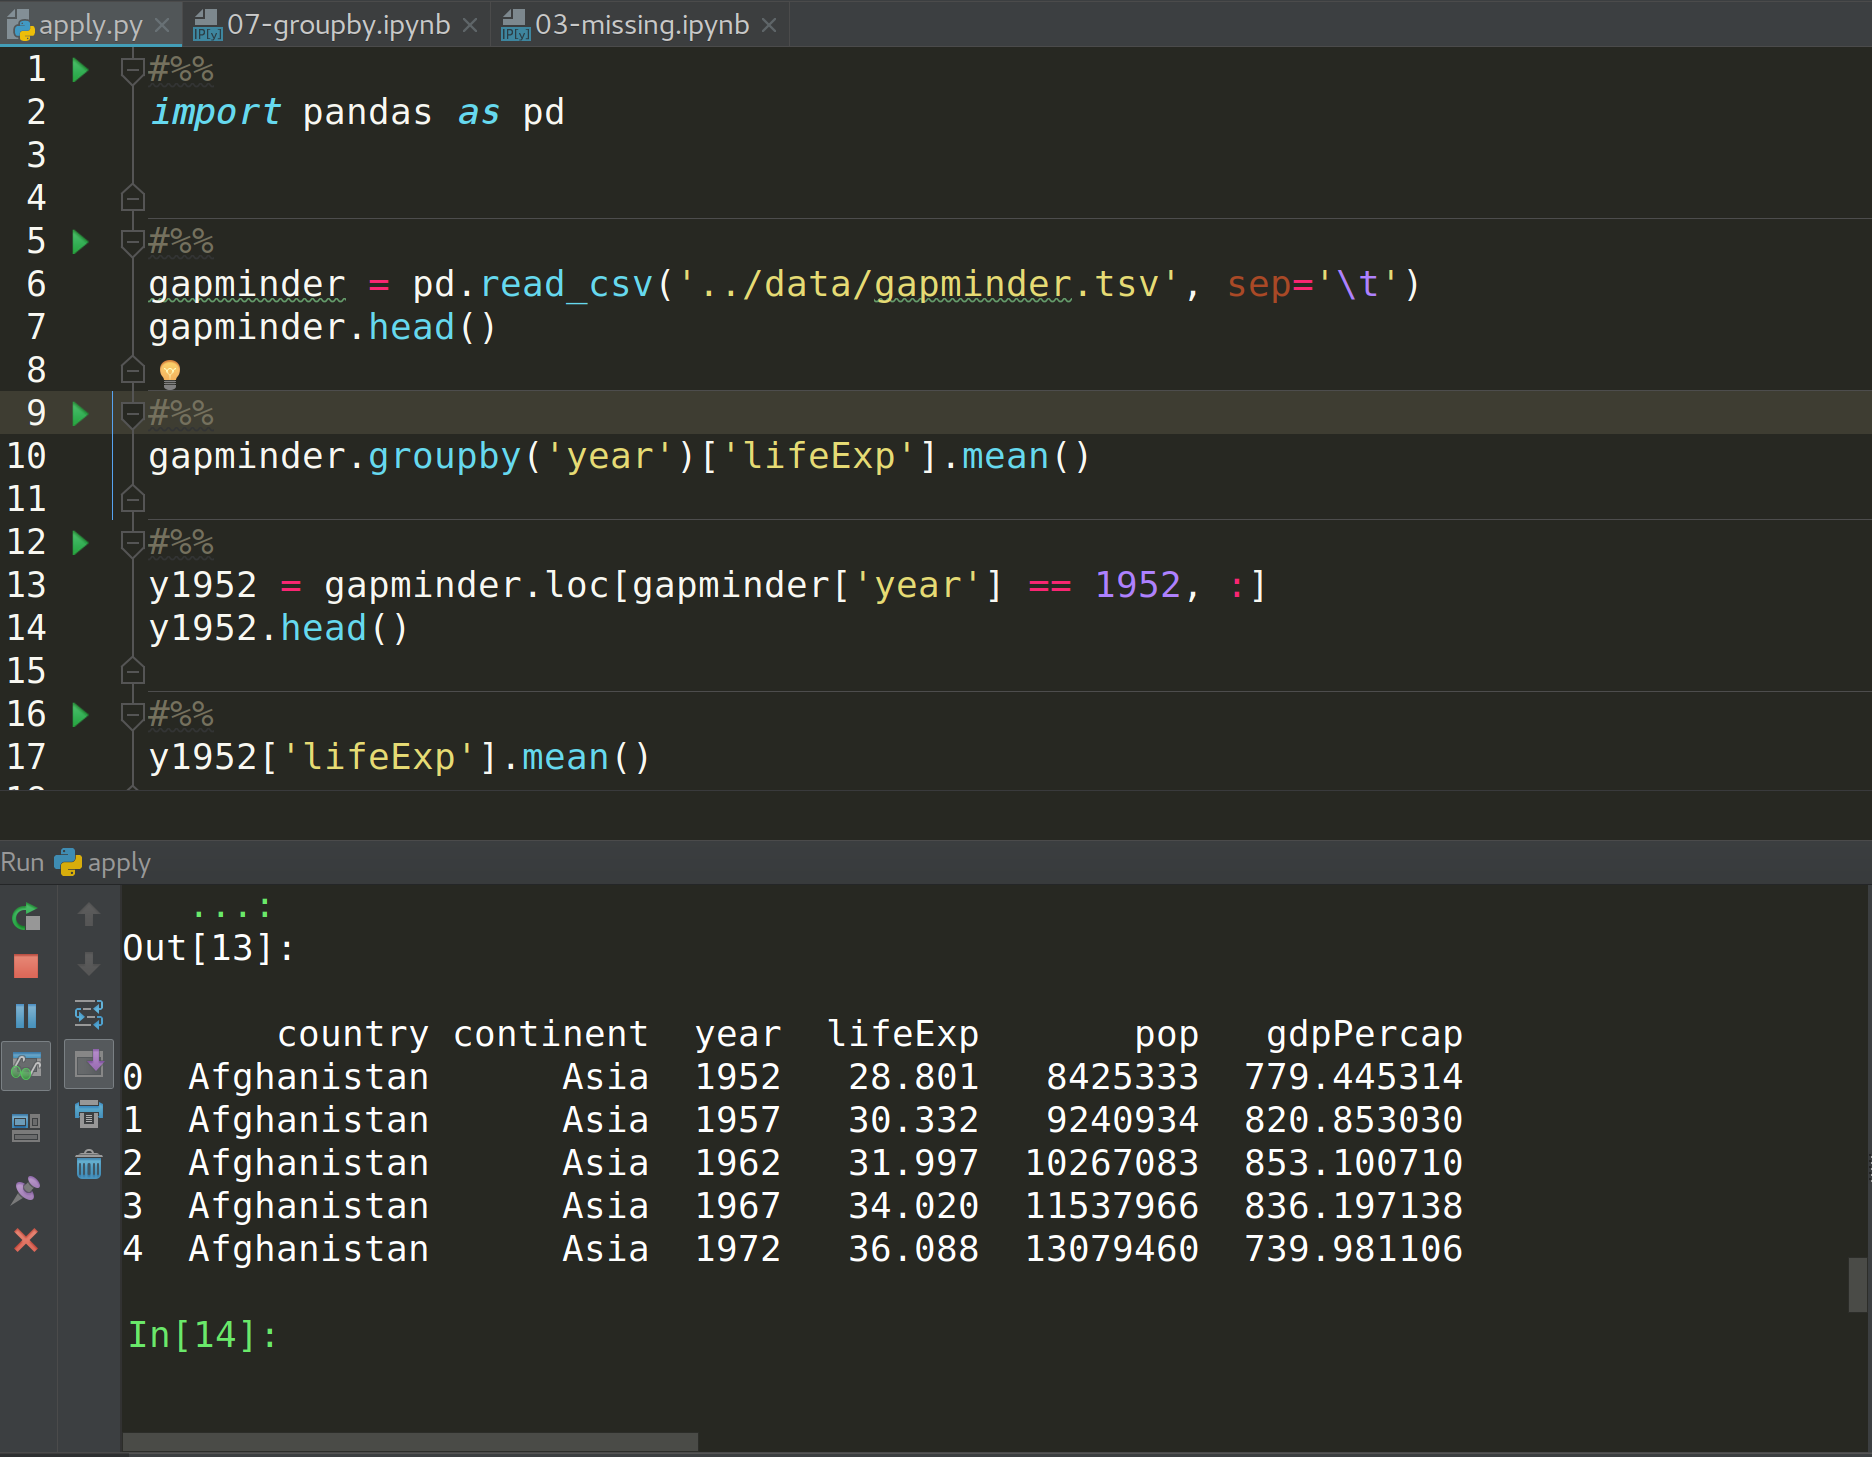 apply.py 07-groupby.ipynb 03-missing.ipynb
1 #%%
2 import pandas as pd
3
4
5 #%%
6 gapminder = pd.read_csv('../data/gapminder.tsv', sep='\t')
7 gapminder.head()
8
9 #%%
10 gapminder.groupby('year')['lifeExp'].mean()
11
12 #%%
13 y1952 = gapminder.loc[gapminder['year'] == 1952, :]
14 y1952.head()
15
16 #%%
17 y1952['lifeExp'].mean()
Run apply
...:
Out[13]:
country continent year lifeExp pop gdpPercap
0 Afghanistan Asia 1952 28.801 8425333 779.445314
1 Afghanistan Asia 1957 30.332 9240934 820.853030
2 Afghanistan Asia 1962 31.997 10267083 853.100710
3 Afghanistan Asia 1967 34.020 11537966 836.197138
4 Afghanistan Asia 1972 36.088 13079460 739.981106
In[14]: